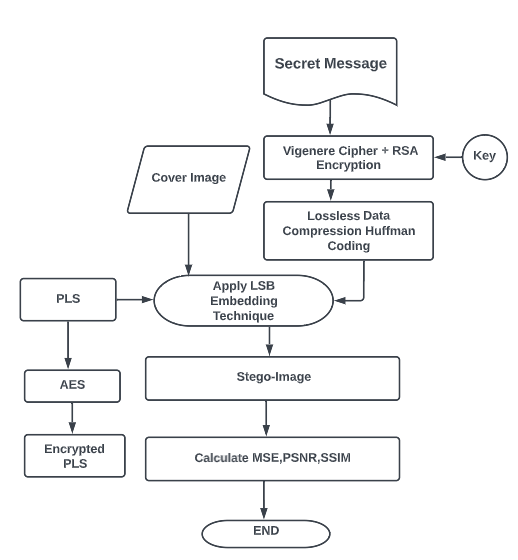 Secret Message
Vigenere Cipher + RSA
Encryption
Key
Cover Image
Lossless Data
Compression Huffman
Coding
PLS
Apply LSB
Embedding
Technique
AES
Stego-Image
Encrypted
PLS
Calculate MSE,PSNR,SSIM
END